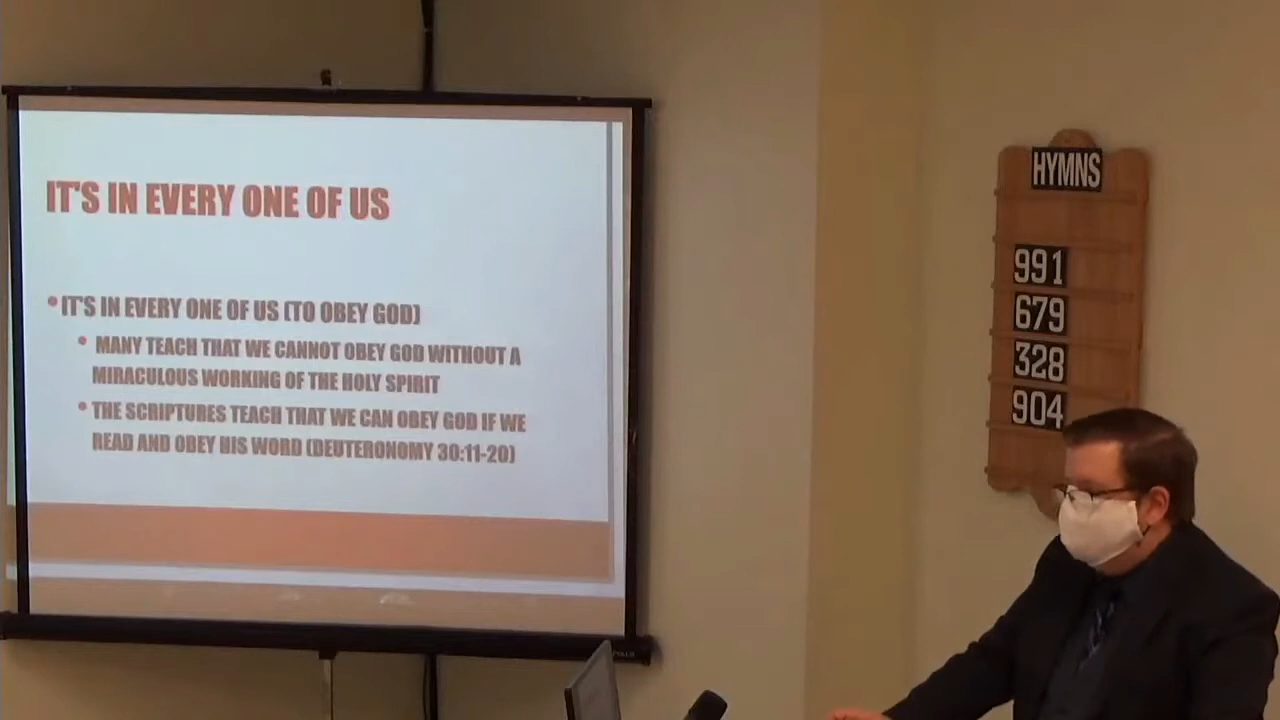 IT'S IN EVERY ONE OF US
• IT'S IN EVERY ONE OF US (TO OBEY GOD)
• MANY TEACH THAT WE CANNOT OBEY GOD WITHOUT A
MIRACULOUS WORKING OF THE HOLY SPIRIT
• THE SCRIPTURES TEACH THAT WE CAN OBEY GOD IF WE
READ AND OBEY HIS WORD (DEUTERONOMY 30:11-20)
HYMNS
991
679
328
904